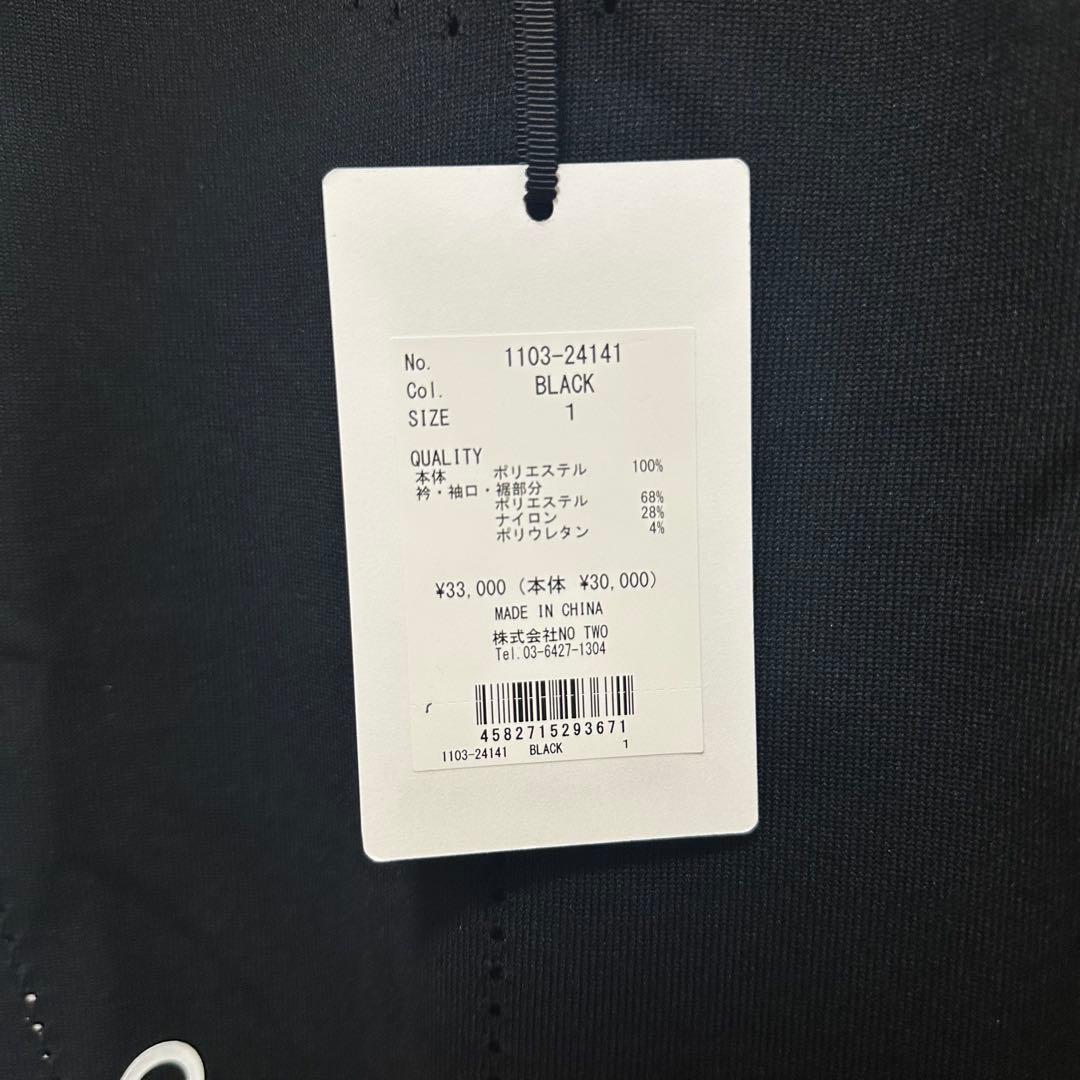 No. 1103-24141
Col. BLACK
SIZE 1
QUALITY
本体 ポリエステル 100%
衿・袖口・裾部分
ポリエステル 68%
ナイロン 28%
ポリウレタン 4%
¥33,000 (本体 ¥30,000)
MADE IN CHINA
株式会社NO TWO
Tel.03-6427-1304
4582715293671
1103-24141 BLACK 1